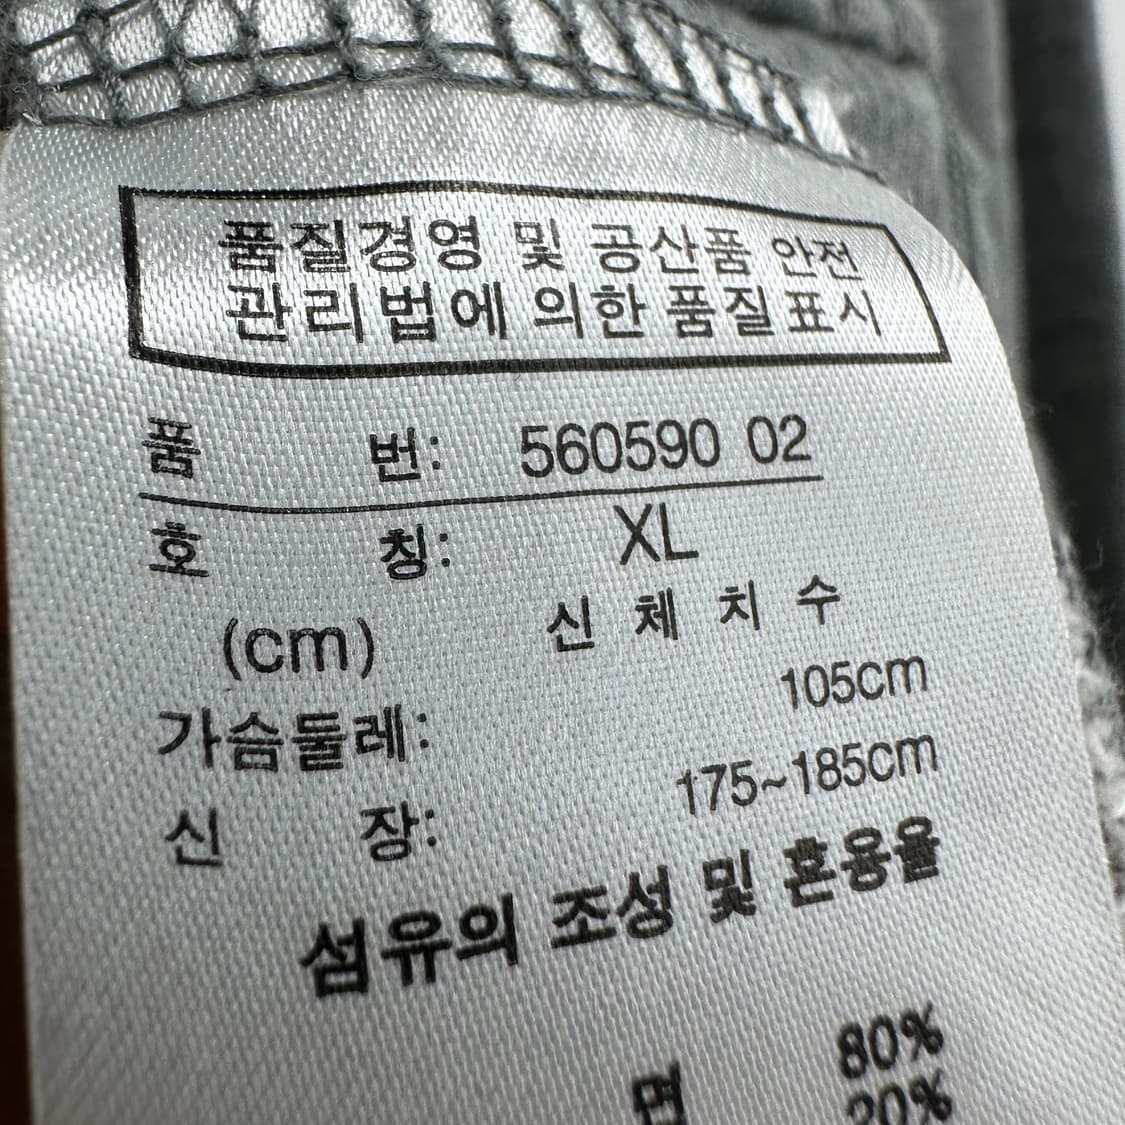 품질경영 및 공산품 안전
관리법에 의한 품질표시
품 번: 560590 02
호 칭: XL
(cm) 신 체 치 수
가슴둘레: 105cm
신 장: 175~185cm
섬유의 조성 및 혼용율
면 80%
20%